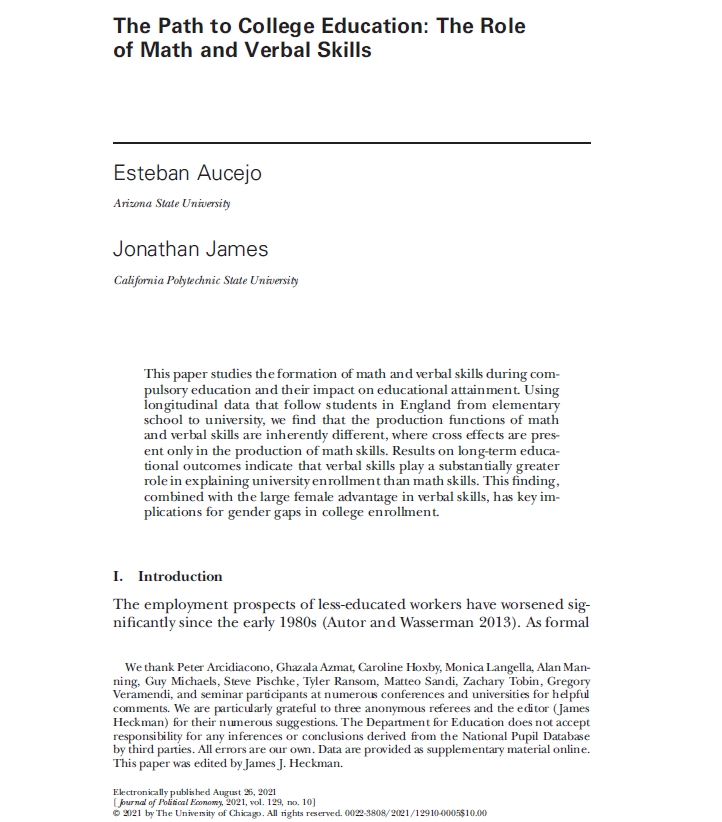 The Path to College Education: The Role
of Math and Verbal Skills
Esteban Aucejo
Arizona State University
Jonathan James
California Polytechnic State University
This paper studies the formation of math and verbal skills during com-
pulsory education and their impact on educational attainment. Using
longitudinal data that follow students in England from elementary
school to university, we find that the production functions of math
and verbal skills are inherently different, where cross effects are pres-
ent only in the production of math skills. Results on long-term educa-
tional outcomes indicate that verbal skills play a substantially greater
role in explaining university enrollment than math skills. This finding,
combined with the large female advantage in verbal skills, has key im-
plications for gender gaps in college enrollment.
I. Introduction
The employment prospects of less-educated workers have worsened sig-
nificantly since the early 1980s (Autor and Wasserman 2013). As formal
We thank Peter Arcidiacono, Ghazala Azmat, Caroline Hoxby, Monica Langella, Alan Man-
ning, Guy Michaels, Steve Pischke, Tyler Ransom, Matteo Sandi, Zachary Tobin, Gregory
Veramendi, and seminar participants at numerous conferences and universities for helpful
comments. We are particularly grateful to three anonymous referees and the editor (James
Heckman) for their numerous suggestions. The Department for Education does not accept
responsibility for any inferences or conclusions derived from the National Pupil Database
by third parties. All errors are our own. Data are provided as supplementary material online.
This paper was edited by James J. Heckman.
Electronically published August 26, 2021
[Journal of Political Economy, 2021, vol. 129, no. 10]
© 2021 by The University of Chicago. All rights reserved. 0022-3808/2021/12910-0005$10.00